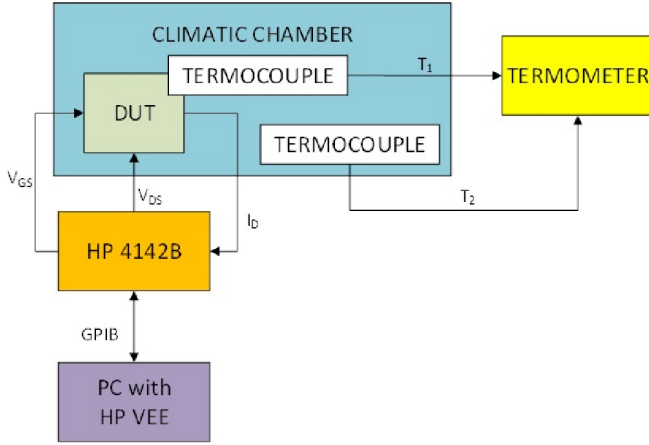 CLIMATIC CHAMBER
TERMOCOUPLE
T1
TERMOMETER
DUT
TERMOCOUPLE
VGS
VDS
ID
T2
HP 4142B
GPIB
PC with
HP VEE